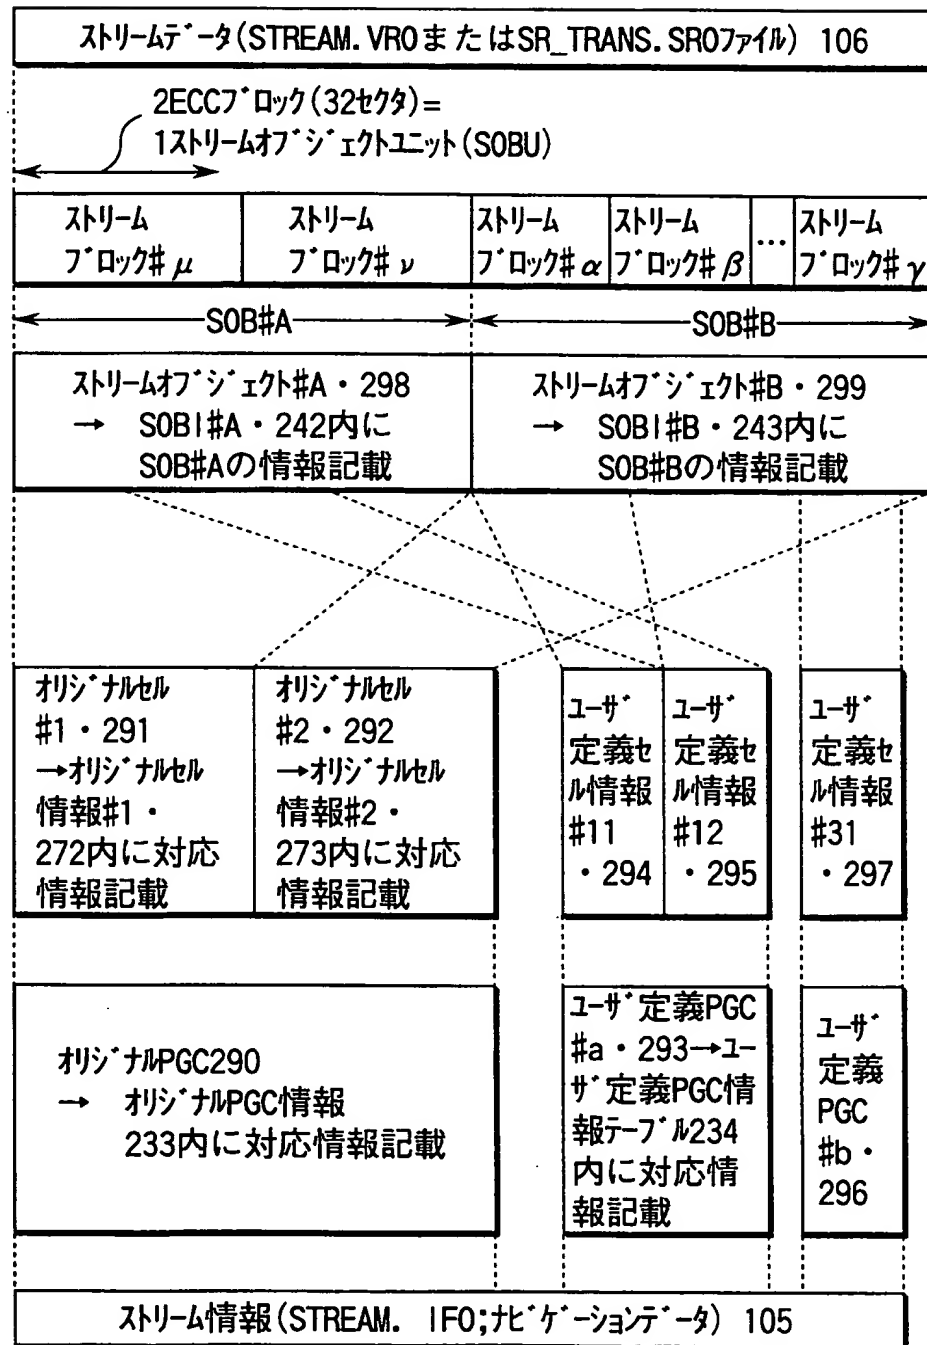 ストリームデータ(STREAM.VROまたはSR_TRANS.SROファイル) 106
2ECCブロック(32セクタ)=
1ストリームオブジェクトユニット(SOBU)
ストリーム
ブロック#μ
ストリーム
ブロック#ν
ストリーム
ブロック#α
ストリーム
ブロック#β
…
ストリーム
ブロック#γ
SOB#A
SOB#B
ストリームオブジェクト#A・298
→ SOBI#A・242内に
SOB#Aの情報記載
ストリームオブジェクト#B・299
→ SOBI#B・243内に
SOB#Bの情報記載
オリジナルセル
#1・291
→オリジナルセル
情報#1・
272内に対応
情報記載
オリジナルセル
#2・292
→オリジナルセル
情報#2・
273内に対応
情報記載
ユーザ
定義セ
ル情報
#11
・294
ユーザ
定義セ
ル情報
#12
・295
ユーザ
定義セ
ル情報
#31
・297
オリジナルPGC290
→ オリジナルPGC情報
233内に対応情報記載
ユーザ定義PGC
#a・293→ユー
ザ定義PGC情
報テーブル234
内に対応情
報記載
ユーザ
定義
PGC
#b・
296
ストリーム情報(STREAM. IFO;ナビゲーションデータ) 105